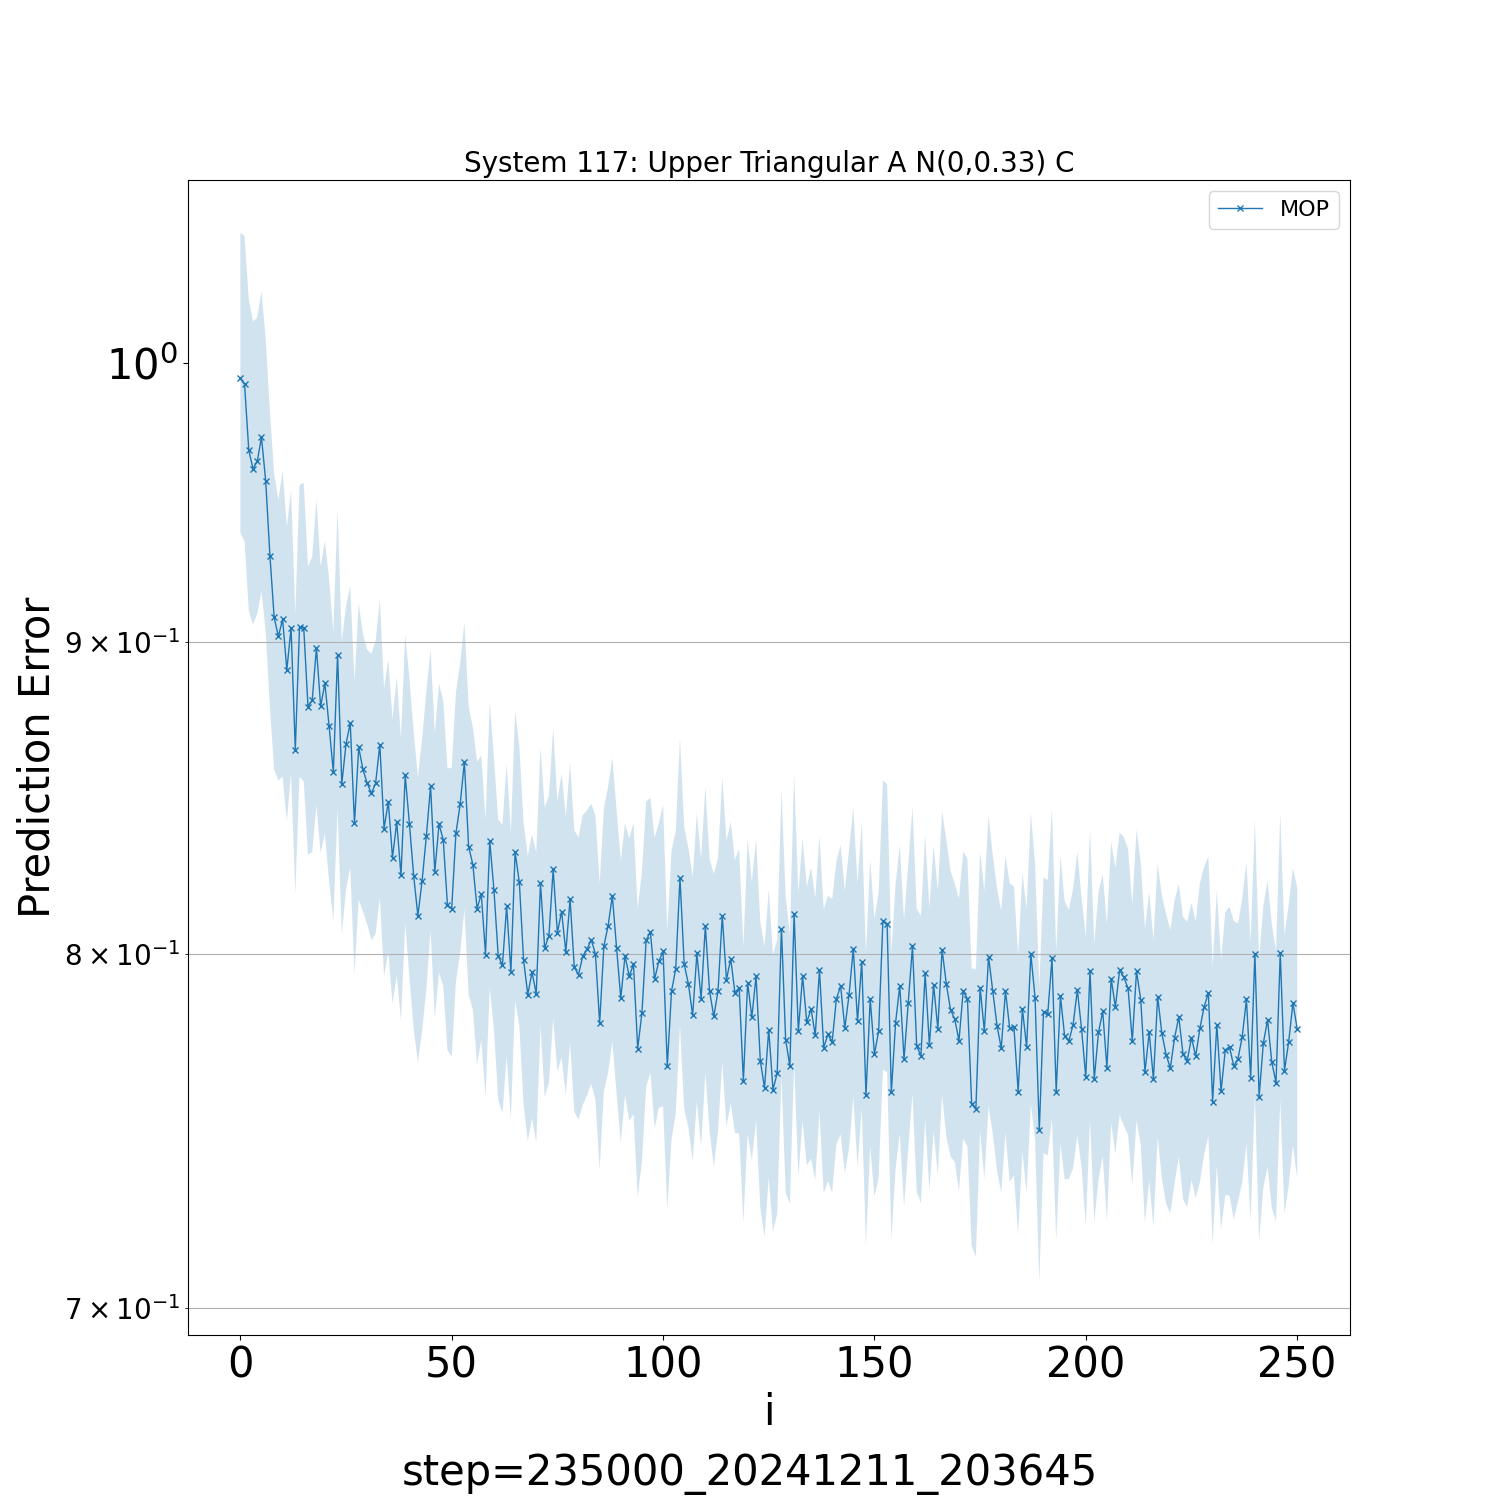 System 117: Upper Triangular A N(0,0.33) C
MOP
Prediction Error
10⁰
9 × 10⁻¹
8 × 10⁻¹
7 × 10⁻¹
0 50 100 150 200 250
i
step=235000_20241211_203645